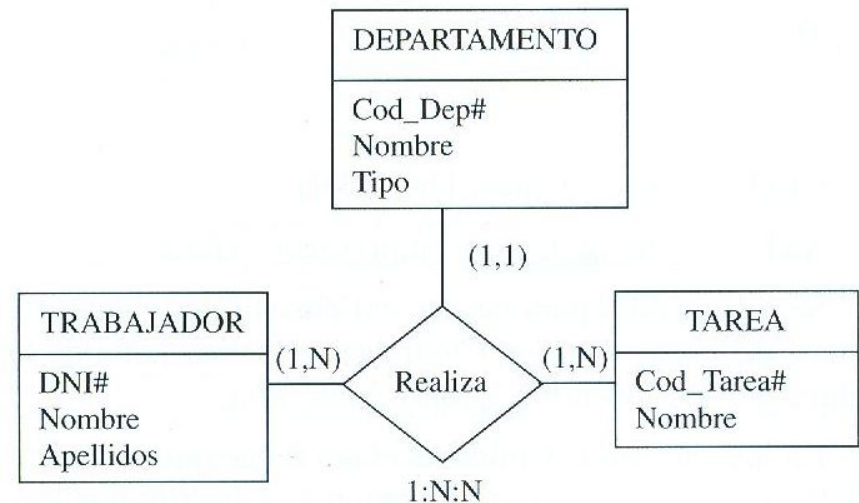 DEPARTAMENTO
Cod_Dep#
Nombre
Tipo
(1,1)
TRABAJADOR
DNI#
Nombre
Apellidos
(1,N)
Realiza
(1,N)
TAREA
Cod_Tarea#
Nombre
1:N:N